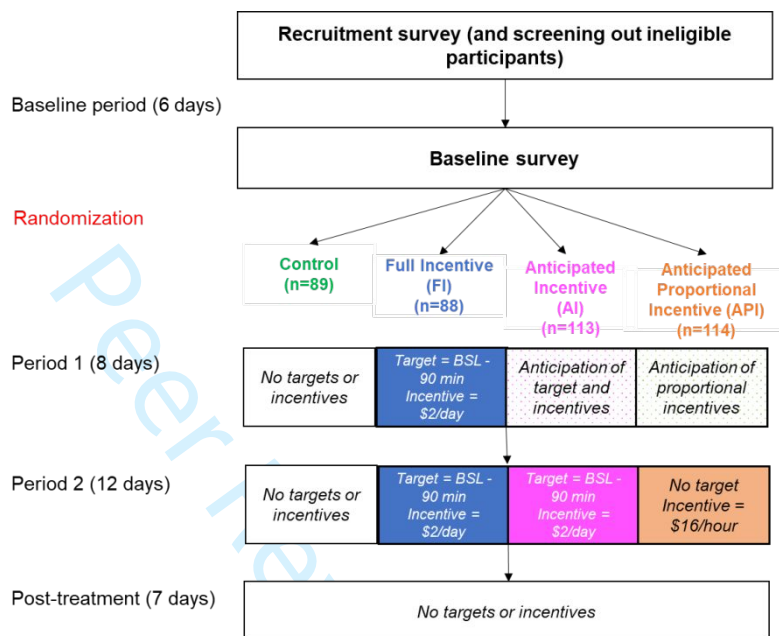 Recruitment survey (and screening out ineligible
participants)
Baseline period (6 days)
Baseline survey
Randomization
Control
(n=89)
Full Incentive
(FI)
(n=88)
Anticipated
Incentive
(AI)
(n=113)
Anticipated
Proportional
Incentive (API)
(n=114)
Period 1 (8 days)
No targets or
incentives
Target = BSL -
90 min
Incentive =
$2/day
Anticipation of
target and
incentives
Anticipation of
proportional
incentives
Period 2 (12 days)
No targets or
incentives
Target = BSL -
90 min
Incentive =
$2/day
Target = BSL -
90 min
Incentive =
$2/day
No target
Incentive =
$16/hour
Post-treatment (7 days)
No targets or incentives
Peer